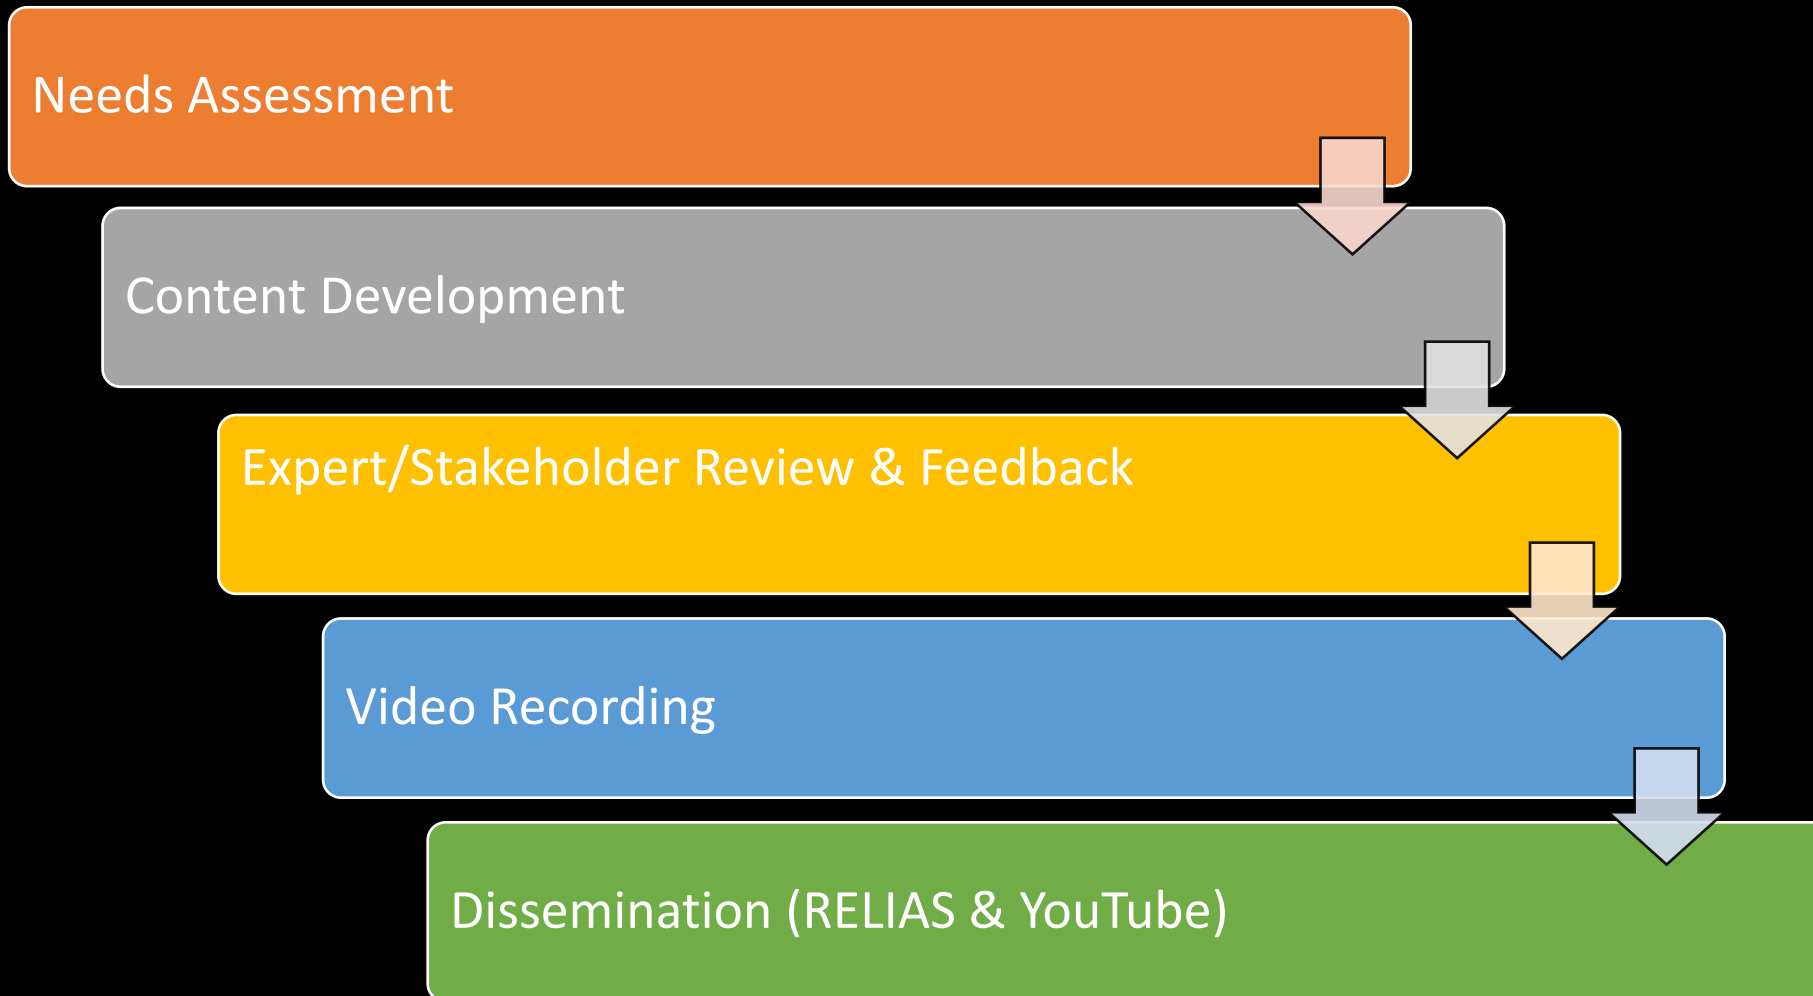 Needs Assessment
Content Development
Expert/Stakeholder Review & Feedback
Video Recording
Dissemination (RELIAS & YouTube)